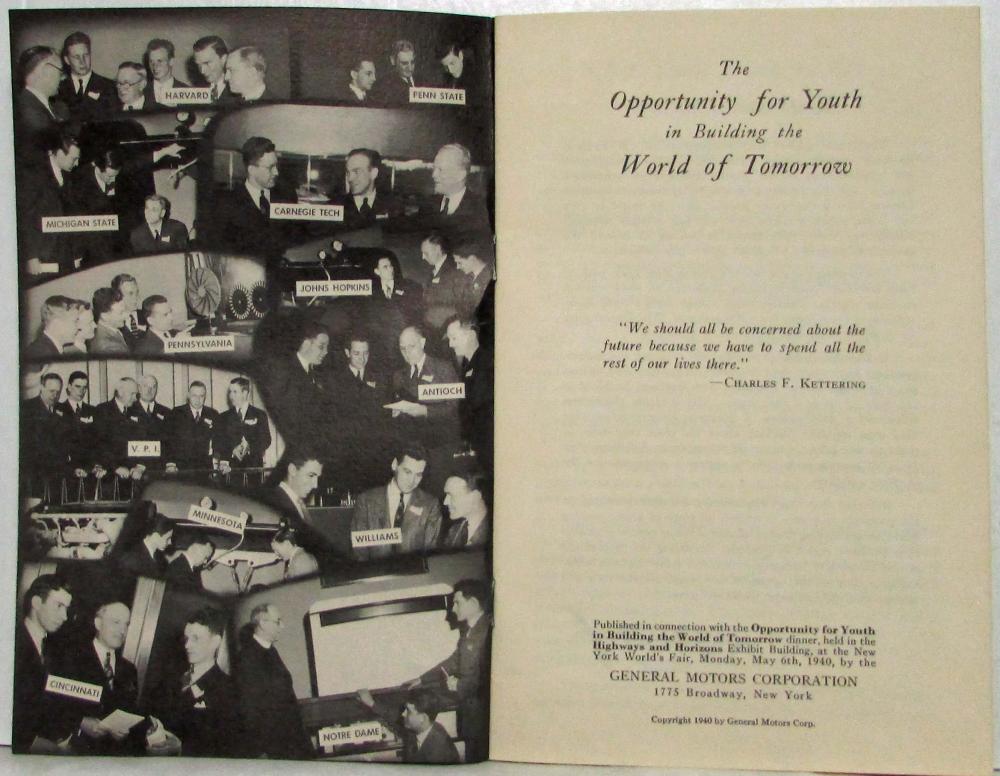 HARVARD
PENN STATE
MICHIGAN STATE
CARNEGIE TECH
JOHNS HOPKINS
PENNSYLVANIA
ANTIOCH
V. P. I.
MINNESOTA
WILLIAMS
CINCINNATI
NOTRE DAME
The
Opportunity for Youth
in Building the
World of Tomorrow
"We should all be concerned about the
future because we have to spend all the
rest of our lives there."
—CHARLES F. KETTERING
Published in connection with the Opportunity for Youth
in Building the World of Tomorrow dinner, held in the
Highways and Horizons Exhibit Building, at the New
York World's Fair, Monday, May 6th, 1940, by the
GENERAL MOTORS CORPORATION
1775 Broadway, New York
Copyright 1940 by General Motors Corp.